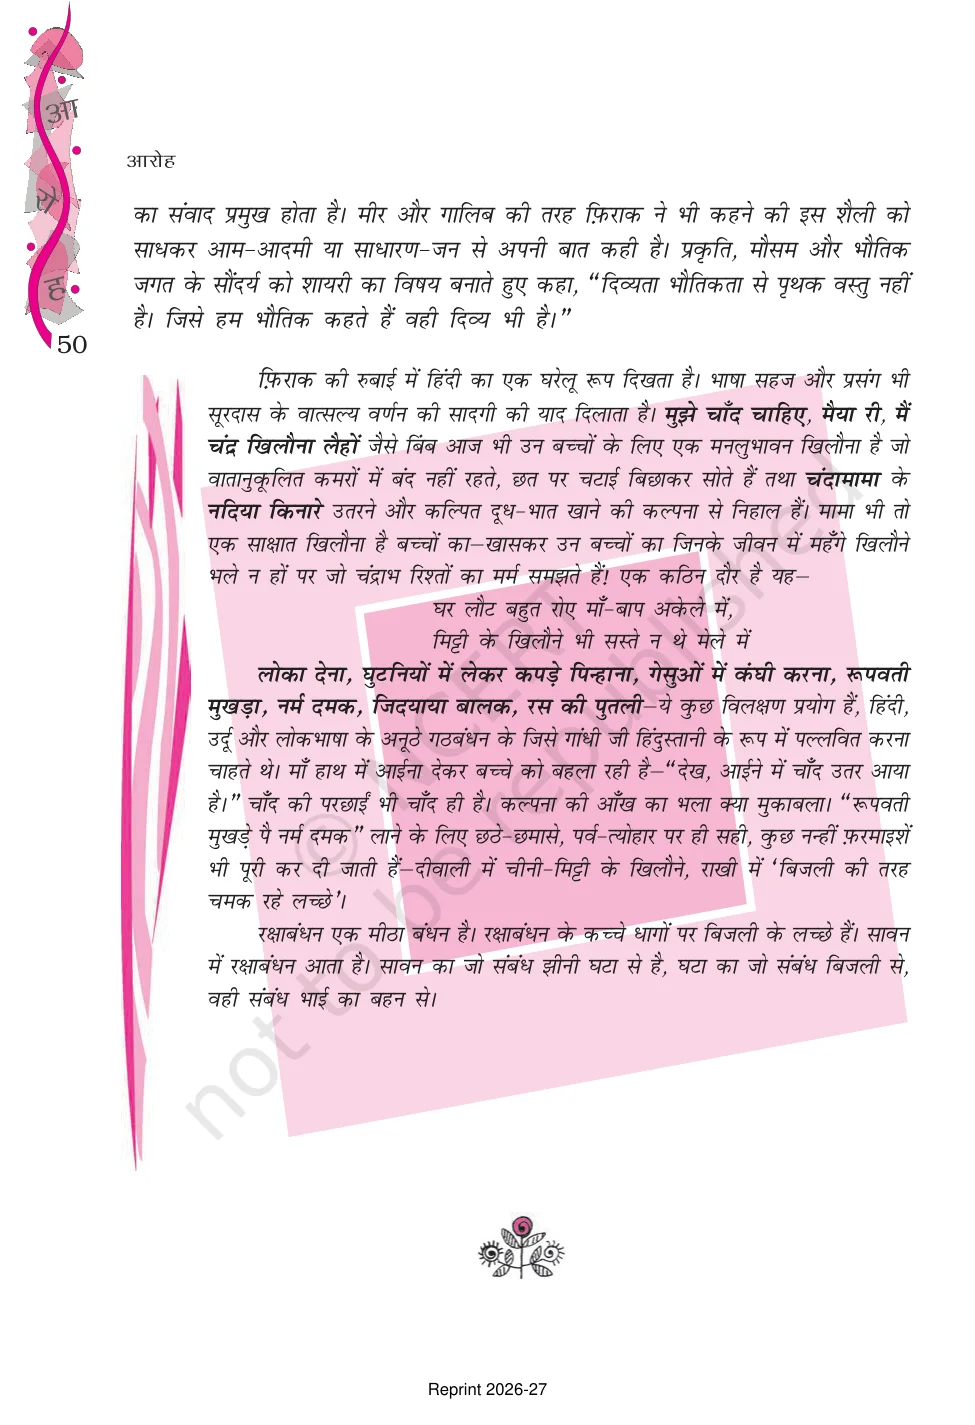 आ
रो
ह
आरोह
का संवाद प्रमुख होता है। मीर और गालिब की तरह फ़िराक ने भी कहने की इस शैली को
साधकर आम-आदमी या साधारण-जन से अपनी बात कही है। प्रकृति, मौसम और भौतिक
जगत के सौंदर्य को शायरी का विषय बनाते हुए कहा, “दिव्यता भौतिकता से पृथक वस्तु नहीं
है। जिसे हम भौतिक कहते हैं वही दिव्य भी है।”
50
फ़िराक की रुबाई में हिंदी का एक घरेलू रूप दिखता है। भाषा सहज और प्रसंग भी
सूरदास के वात्सल्य वर्णन की सादगी की याद दिलाता है। मुझे चाँद चाहिए, मैया री, मैं
चंद्र खिलौना लैहों जैसे बिंब आज भी उन बच्चों के लिए एक मनलुभावन खिलौना है जो
वातानुकूलित कमरों में बंद नहीं रहते, छत पर चटाई बिछाकर सोते हैं तथा चंदामामा के
नदिया किनारे उतरने और कल्पित दूध-भात खाने की कल्पना से निहाल हैं। मामा भी तो
एक साक्षात खिलौना है बच्चों का–खासकर उन बच्चों का जिनके जीवन में महँगे खिलौने
भले न हों पर जो चंद्राभ रिश्तों का मर्म समझते हैं! एक कठिन दौर है यह–
घर लौट बहुत रोए माँ-बाप अकेले में,
मिट्टी के खिलौने भी सस्ते न थे मेले में
लोका देना, घुटनियों में लेकर कपड़े पिन्हाना, गेसुओं में कंघी करना, रूपवती
मुखड़ा, नर्म दमक, जिदयाया बालक, रस की पुतली–ये कुछ विलक्षण प्रयोग हैं, हिंदी,
उर्दू और लोकभाषा के अनूठे गठबंधन के जिसे गांधी जी हिंदुस्तानी के रूप में पल्लवित करना
चाहते थे। माँ हाथ में आईना देकर बच्चे को बहला रही है–“देख, आईने में चाँद उतर आया
है।” चाँद की परछाईं भी चाँद ही है। कल्पना की आँख का भला क्या मुकाबला। “रूपवती
मुखड़े पै नर्म दमक” लाने के लिए छठे-छमासे, पर्व-त्योहार पर ही सही, कुछ नन्हीं फ़रमाइशें
भी पूरी कर दी जाती हैं–दीवाली में चीनी-मिट्टी के खिलौने, राखी में ‘बिजली की तरह
चमक रहे लच्छे’।
रक्षाबंधन एक मीठा बंधन है। रक्षाबंधन के कच्चे धागों पर बिजली के लच्छे हैं। सावन
में रक्षाबंधन आता है। सावन का जो संबंध झीनी घटा से है, घटा का जो संबंध बिजली से,
वही संबंध भाई का बहन से।
© NCERT
not to be republished
Reprint 2026-27